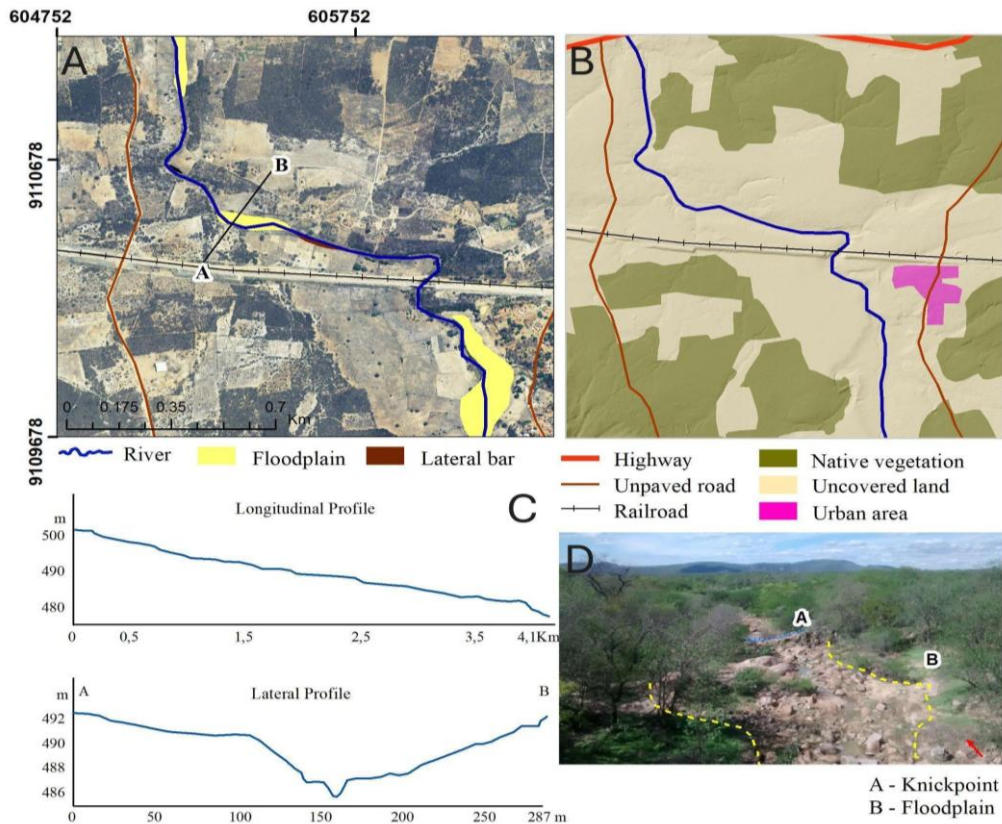 604752
605752
A
B
9110678
9109678
B
A
0 0.175 0.35 0.7
Km
River
Floodplain
Lateral bar
Highway
Unpaved road
Railroad
Native vegetation
Uncovered land
Urban area
C
Longitudinal Profile
m
500
490
480
0 0,5 1,5 2,5 3,5 4,1Km
Lateral Profile
m A B
492
490
488
486
0 50 100 150 200 250 287 m
D
A
B
A - Knickpoint
B - Floodplain